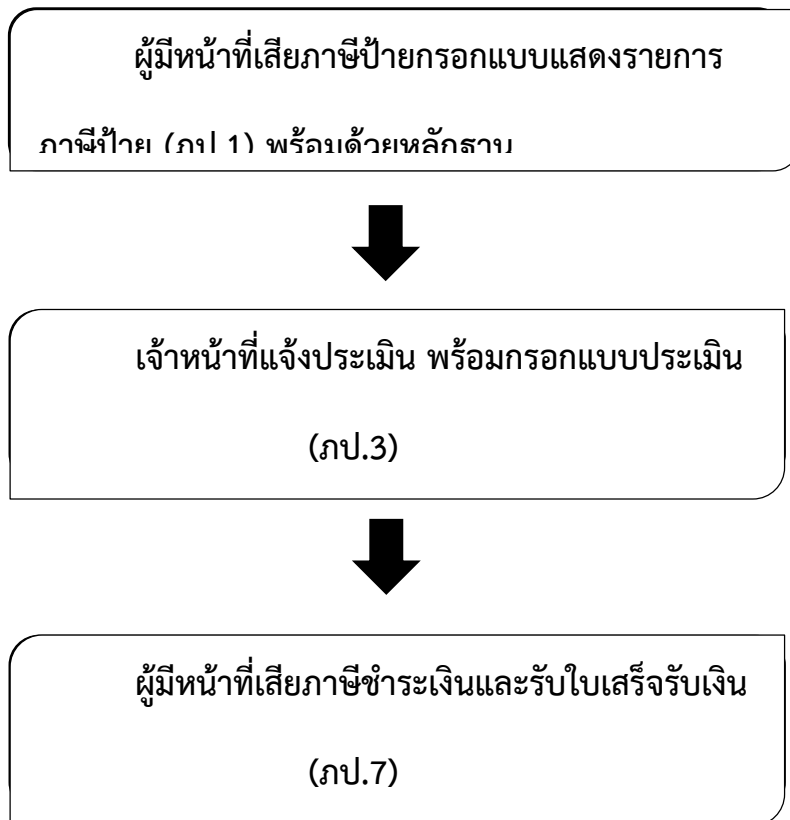 ผู้มีหน้าที่เสียภาษีป้ายกรอกแบบแสดงรายการ
ภาษีป้าย (ภป 1) พร้อมด้วยหลักฐาน
เจ้าหน้าที่แจ้งประเมิน พร้อมกรอกแบบประเมิน
(ภป.3)
ผู้มีหน้าที่เสียภาษีชำระเงินและรับใบเสร็จรับเงิน
(ภป.7)